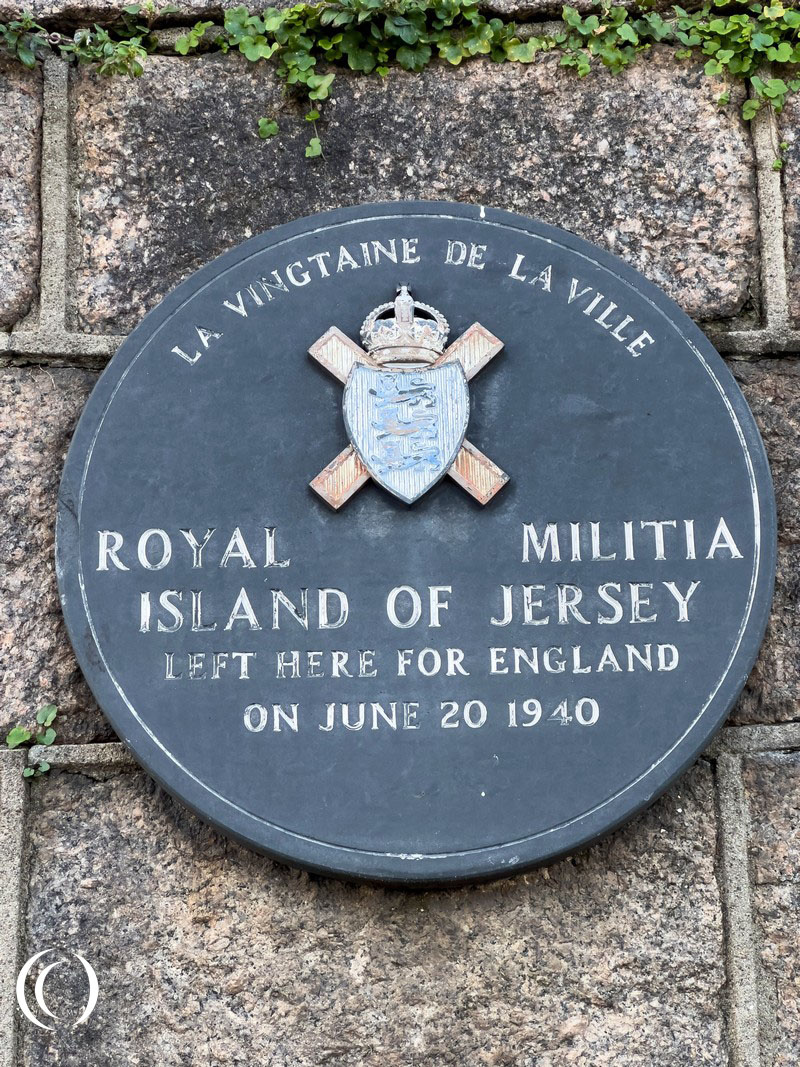 LA VINGTAINE DE LA VILLE
ROYAL MILITIA
ISLAND OF JERSEY
LEFT HERE FOR ENGLAND
ON JUNE 20 1940